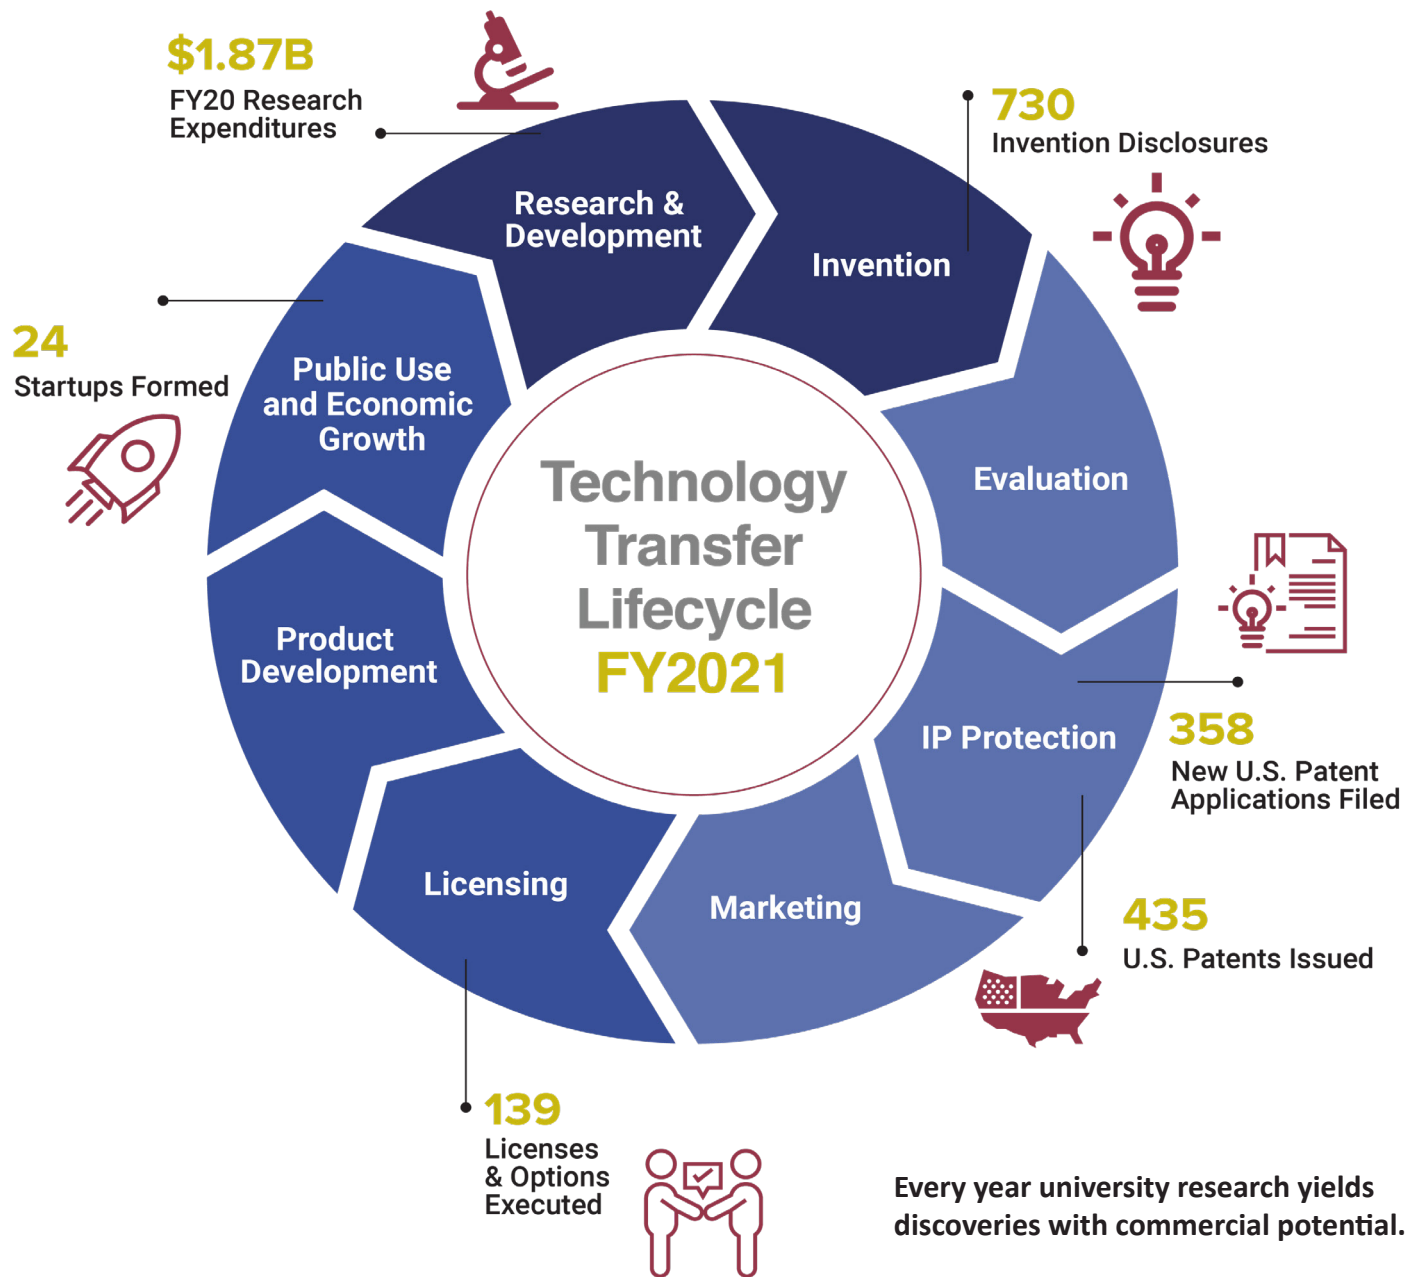 $1.87B
FY20 Research
Expenditures
730
Invention Disclosures
Research &
Development
Invention
24
Startups Formed
Public Use
and Economic
Growth
Evaluation
Technology
Transfer
Lifecycle
FY2021
Product
Development
IP Protection
358
New U.S. Patent
Applications Filed
Licensing
Marketing
435
U.S. Patents Issued
139
Licenses
& Options
Executed
Every year university research yields
discoveries with commercial potential.